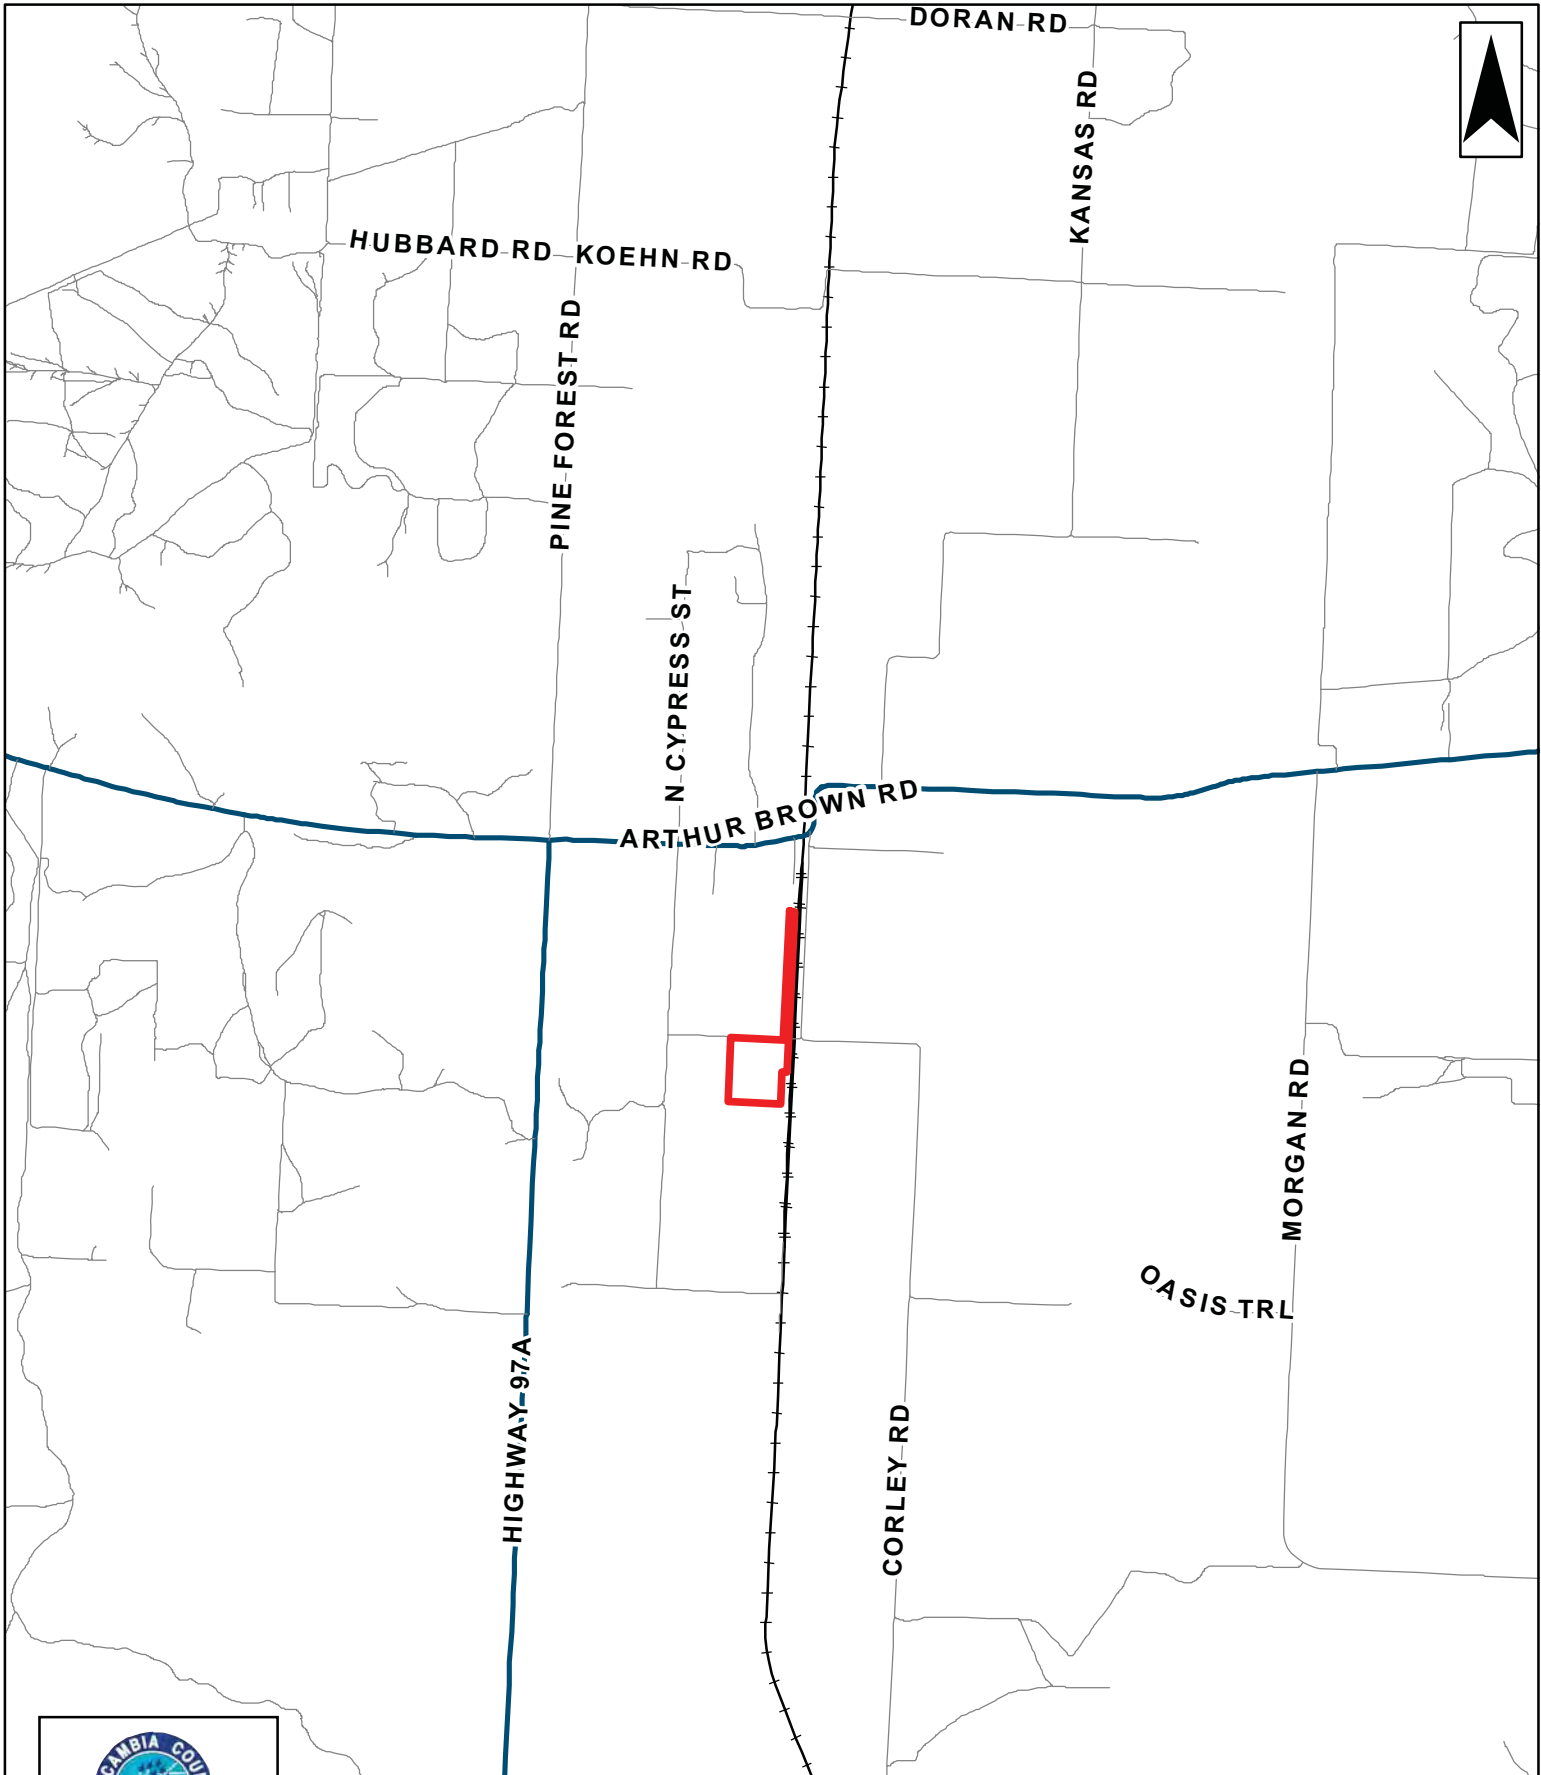 DORAN RD
KANSAS RD
HUBBARD RD
KOEHN RD
PINE FOREST RD
N CYPRESS ST
ARTHUR BROWN RD
MORGAN RD
OASIS TRL
HIGHWAY 97A
CORLEY RD